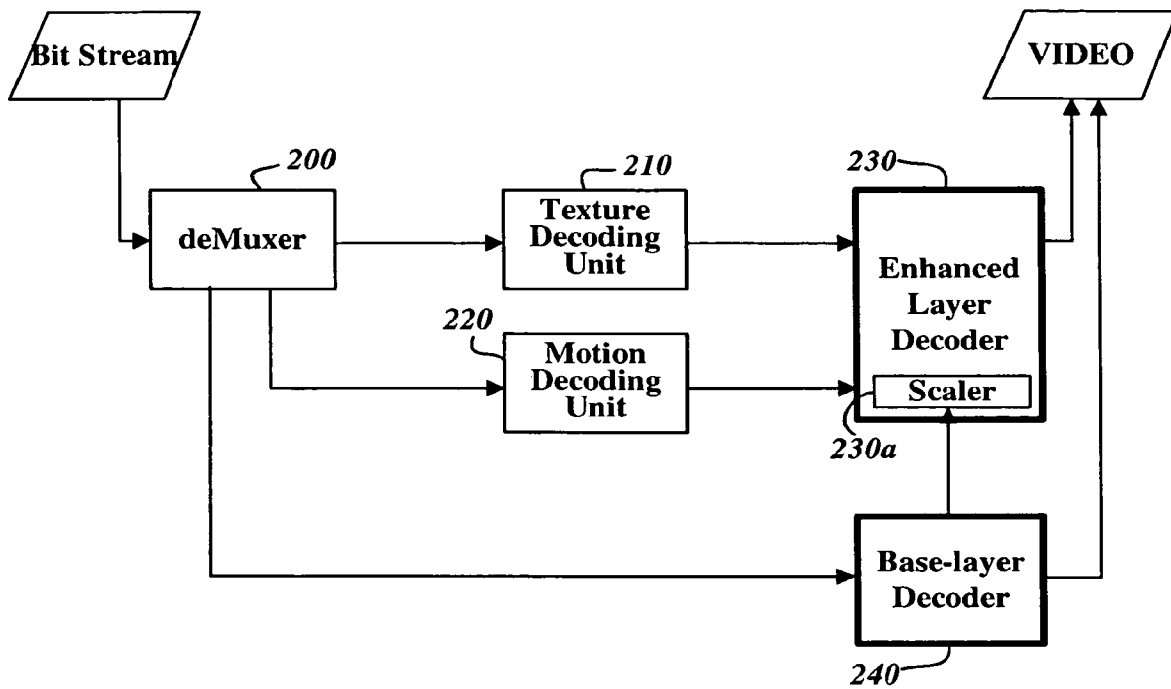 Bit Stream
VIDEO
200
210
230
deMuxer
Texture
Decoding
Unit
Enhanced
Layer
Decoder
220
Motion
Decoding
Unit
Scaler
230a
Base-layer
Decoder
240